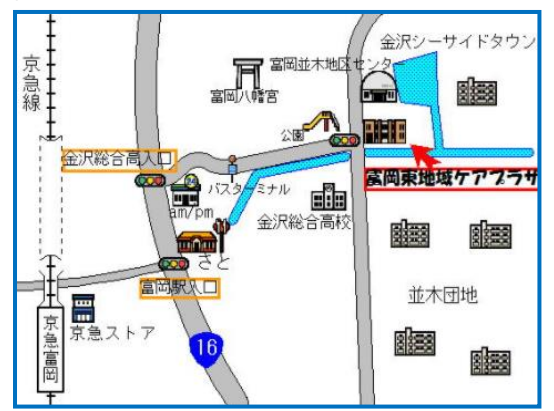 京急線
金沢シーサイドタウン
富岡並木地区センタ
富岡八幡宮
公園
金沢総合高入口
バスターミナル
富岡東地域ケアプラザ
am/pm
金沢総合高校
さと
富岡駅入口
並木団地
京急ストア
京急富岡
16